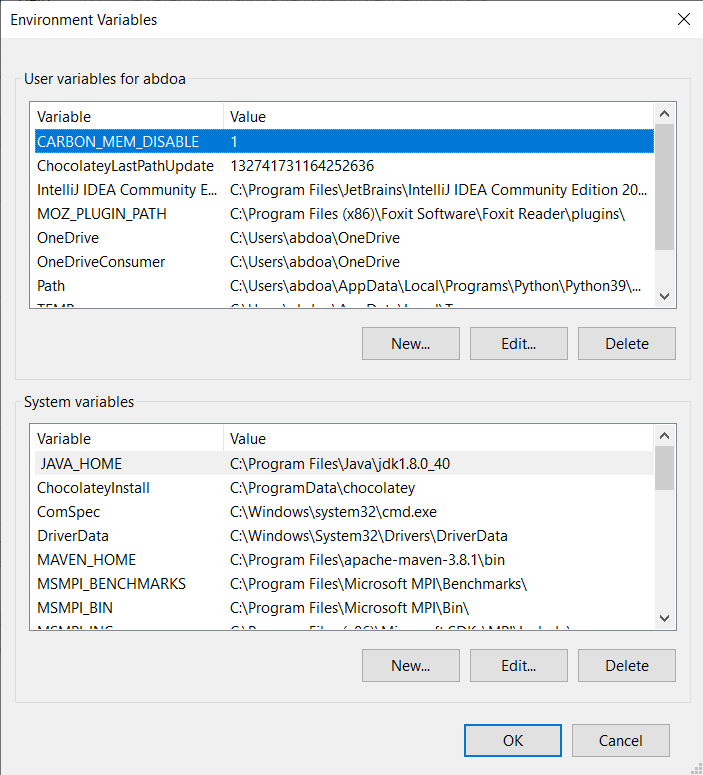 Environment Variables
User variables for abdoa
Variable Value
CARBON_MEM_DISABLE 1
ChocolateyLastPathUpdate 132741731164252636
IntelliJ IDEA Community E... C:\Program Files\JetBrains\IntelliJ IDEA Community Edition 20...
MOZ_PLUGIN_PATH C:\Program Files (x86)\Foxit Software\Foxit Reader\plugins\
OneDrive C:\Users\abdoa\OneDrive
OneDriveConsumer C:\Users\abdoa\OneDrive
Path C:\Users\abdoa\AppData\Local\Programs\Python\Python39\...
New... Edit... Delete
System variables
Variable Value
JAVA_HOME C:\Program Files\Java\jdk1.8.0_40
ChocolateyInstall C:\ProgramData\chocolatey
ComSpec C:\Windows\system32\cmd.exe
DriverData C:\Windows\System32\Drivers\DriverData
MAVEN_HOME C:\Program Files\apache-maven-3.8.1\bin
MSMPI_BENCHMARKS C:\Program Files\Microsoft MPI\Benchmarks\
MSMPI_BIN C:\Program Files\Microsoft MPI\Bin\
New... Edit... Delete
OK Cancel